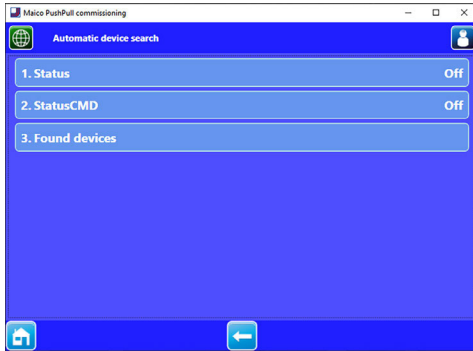 Maico PushPull commissioning
Automatic device search
1. Status Off
2. StatusCMD Off
3. Found devices